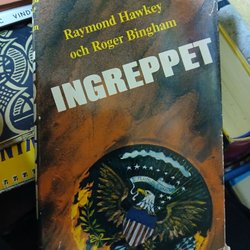 Raymond Hawkey
och Roger Bingham
INGREPPET